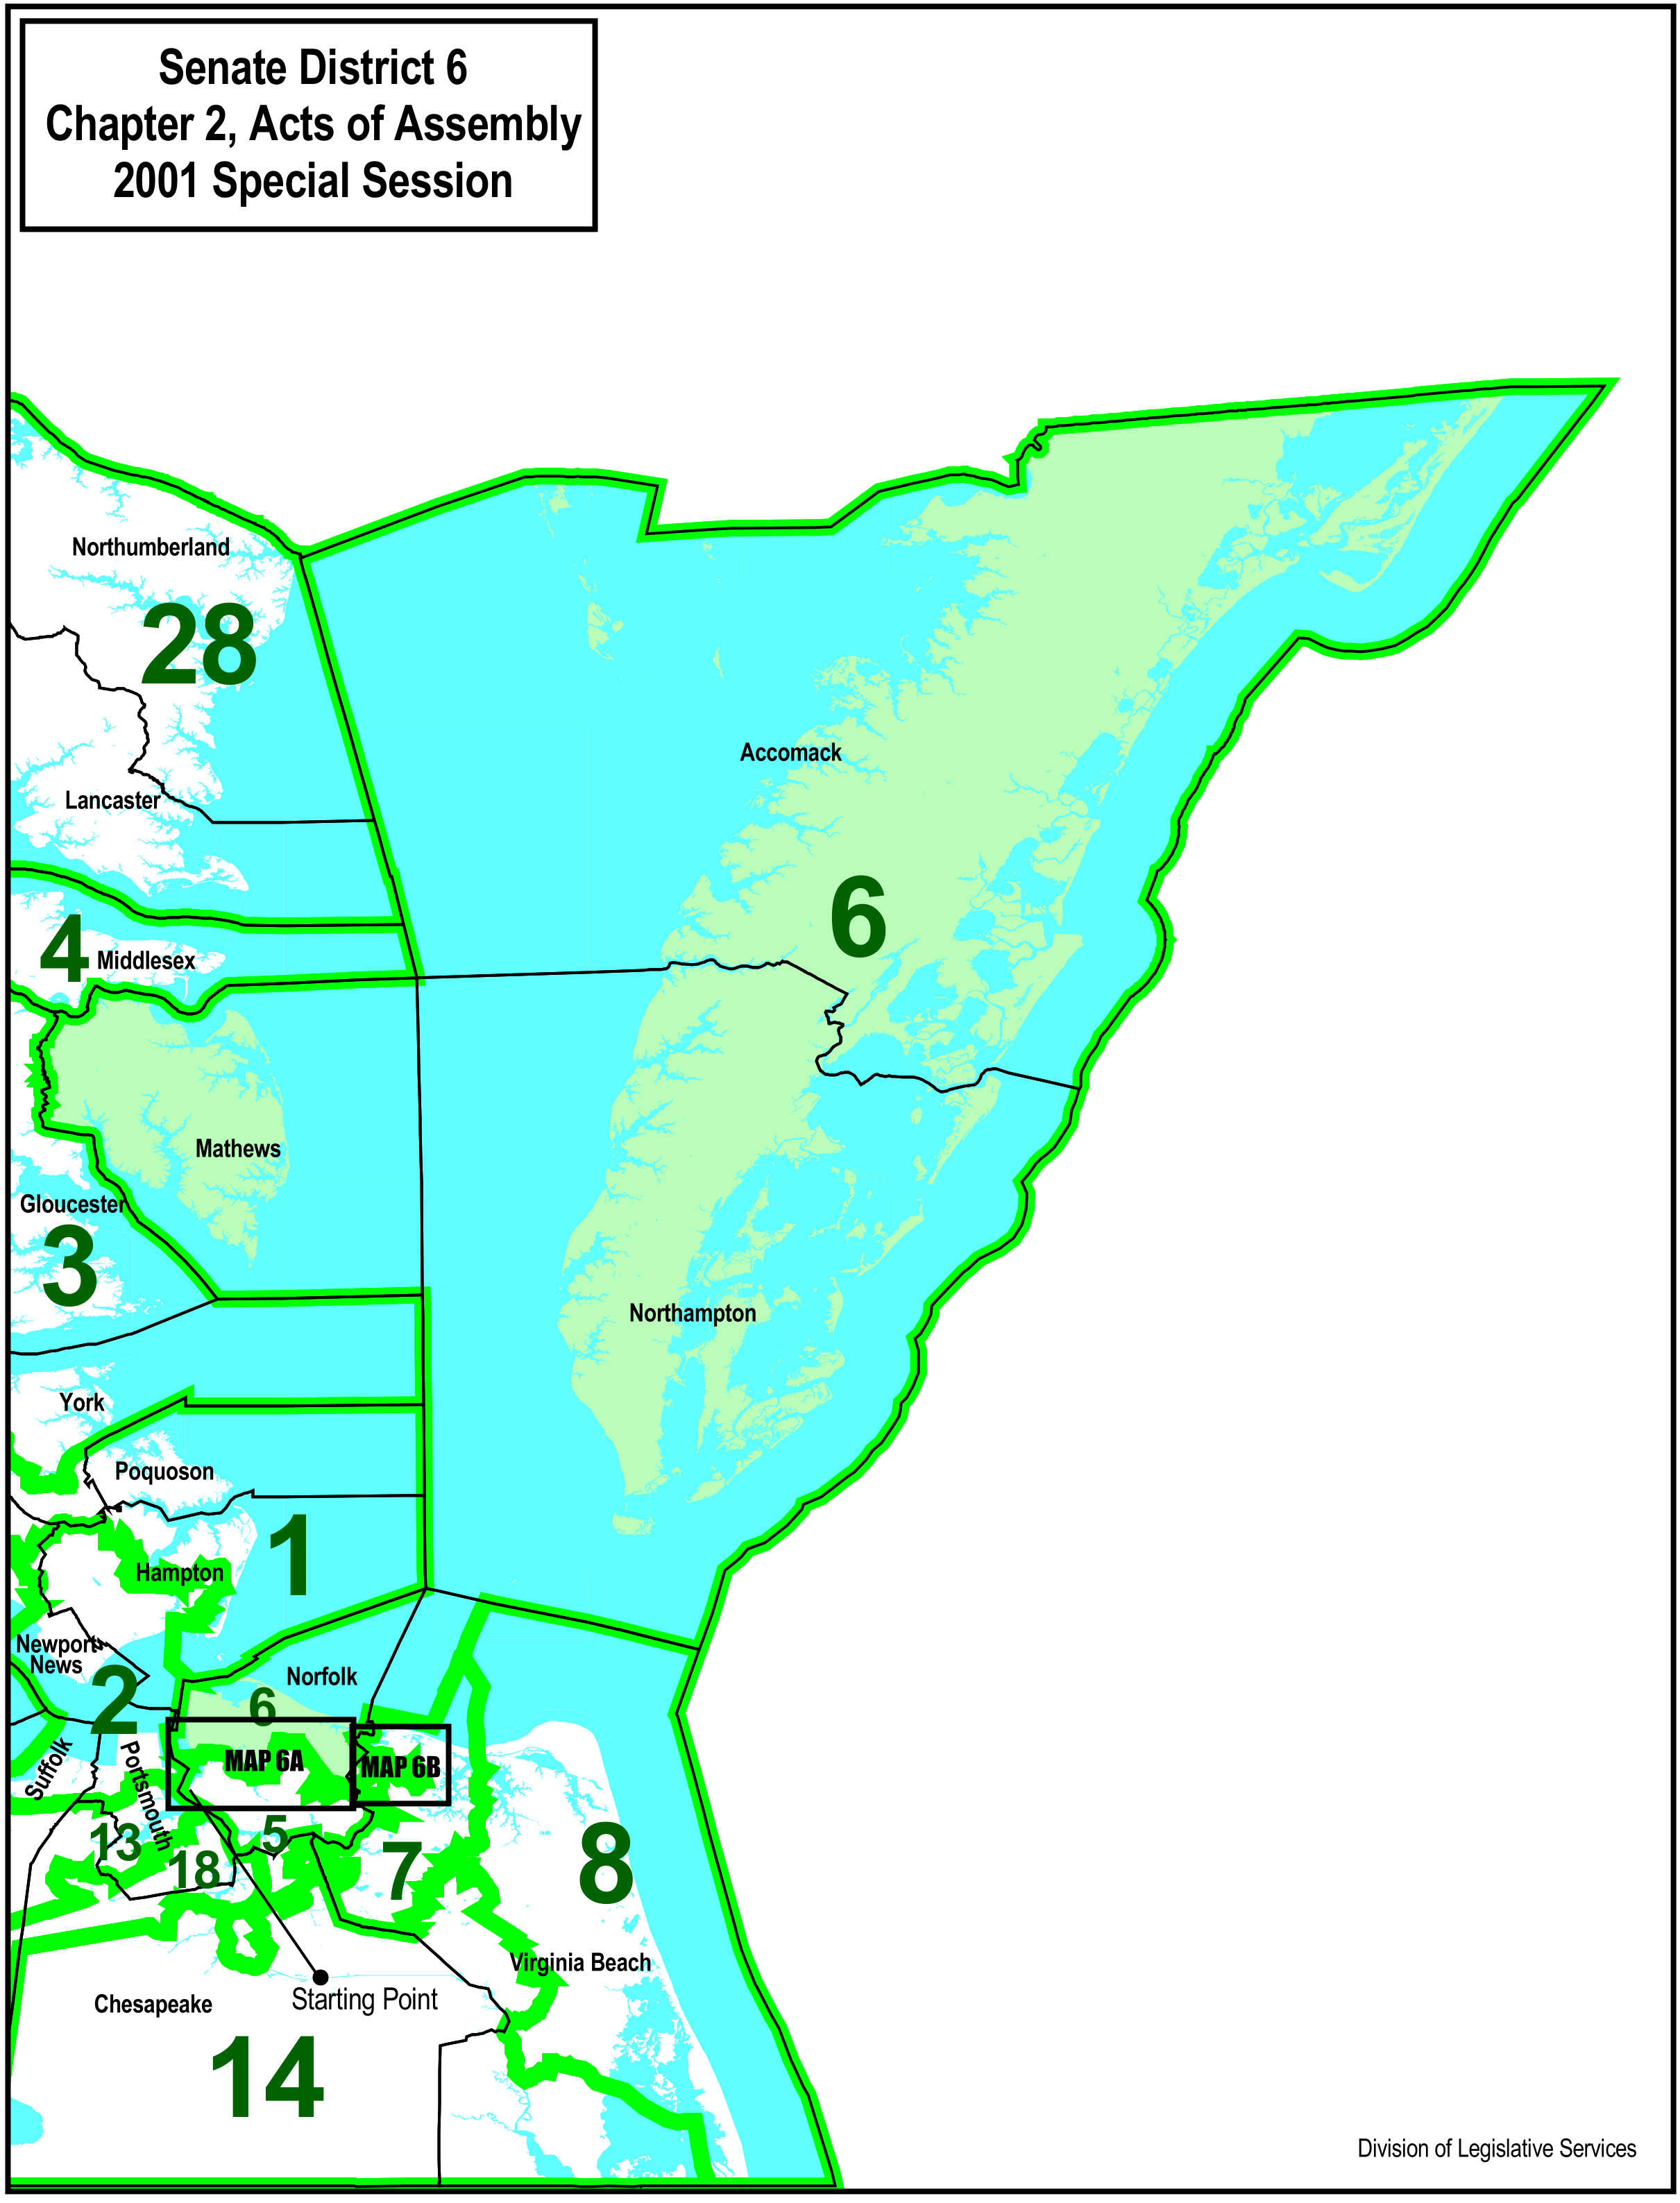 Senate District 6
Chapter 2, Acts of Assembly
2001 Special Session
Northumberland
28
Accomack
Lancaster
6
4
Middlesex
Mathews
Gloucester
3
Northampton
York
Poquoson
1
Hampton
Newport
News
2
Norfolk
6
MAP 6A
MAP 6B
Suffolk
Portsmouth
13
18
5
7
8
Virginia Beach
Chesapeake
Starting Point
14
Division of Legislative Services